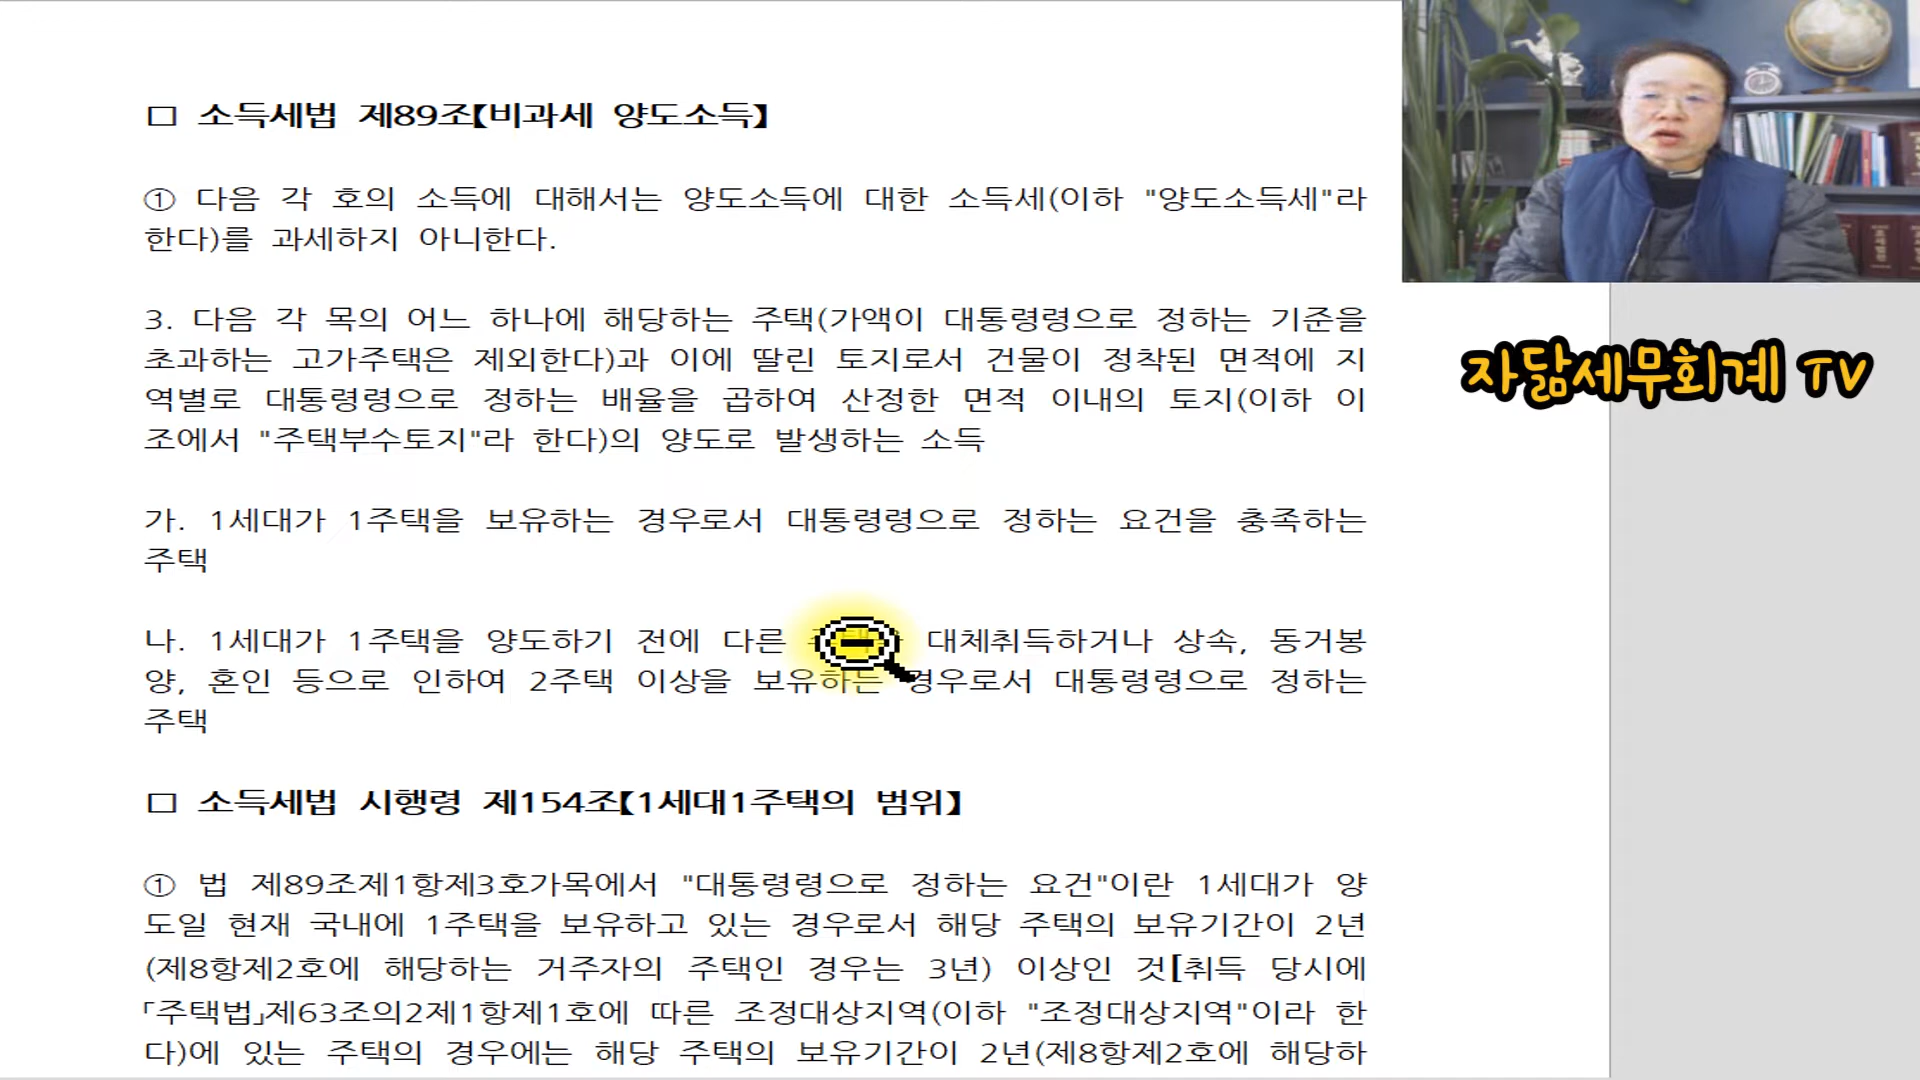 □ 소득세법 제89조【비과세 양도소득】
① 다음 각 호의 소득에 대해서는 양도소득에 대한 소득세(이하 "양도소득세"라
한다)를 과세하지 아니한다.
3. 다음 각 목의 어느 하나에 해당하는 주택(가액이 대통령령으로 정하는 기준을
초과하는 고가주택은 제외한다)과 이에 딸린 토지로서 건물이 정착된 면적에 지
역별로 대통령령으로 정하는 배율을 곱하여 산정한 면적 이내의 토지(이하 이
조에서 "주택부수토지"라 한다)의 양도로 발생하는 소득
가. 1세대가 1주택을 보유하는 경우로서 대통령령으로 정하는 요건을 충족하는
주택
나. 1세대가 1주택을 양도하기 전에 다른 대체취득하거나 상속, 동거봉
양, 혼인 등으로 인하여 2주택 이상을 보유하는 경우로서 대통령령으로 정하는
주택
□ 소득세법 시행령 제154조【1세대1주택의 범위】
① 법 제89조제1항제3호가목에서 "대통령령으로 정하는 요건"이란 1세대가 양
도일 현재 국내에 1주택을 보유하고 있는 경우로서 해당 주택의 보유기간이 2년
(제8항제2호에 해당하는 거주자의 주택인 경우는 3년) 이상인 것[취득 당시에
「주택법」제63조의2제1항제1호에 따른 조정대상지역(이하 "조정대상지역"이라 한
다)에 있는 주택의 경우에는 해당 주택의 보유기간이 2년(제8항제2호에 해당하
자닮세무회계 TV